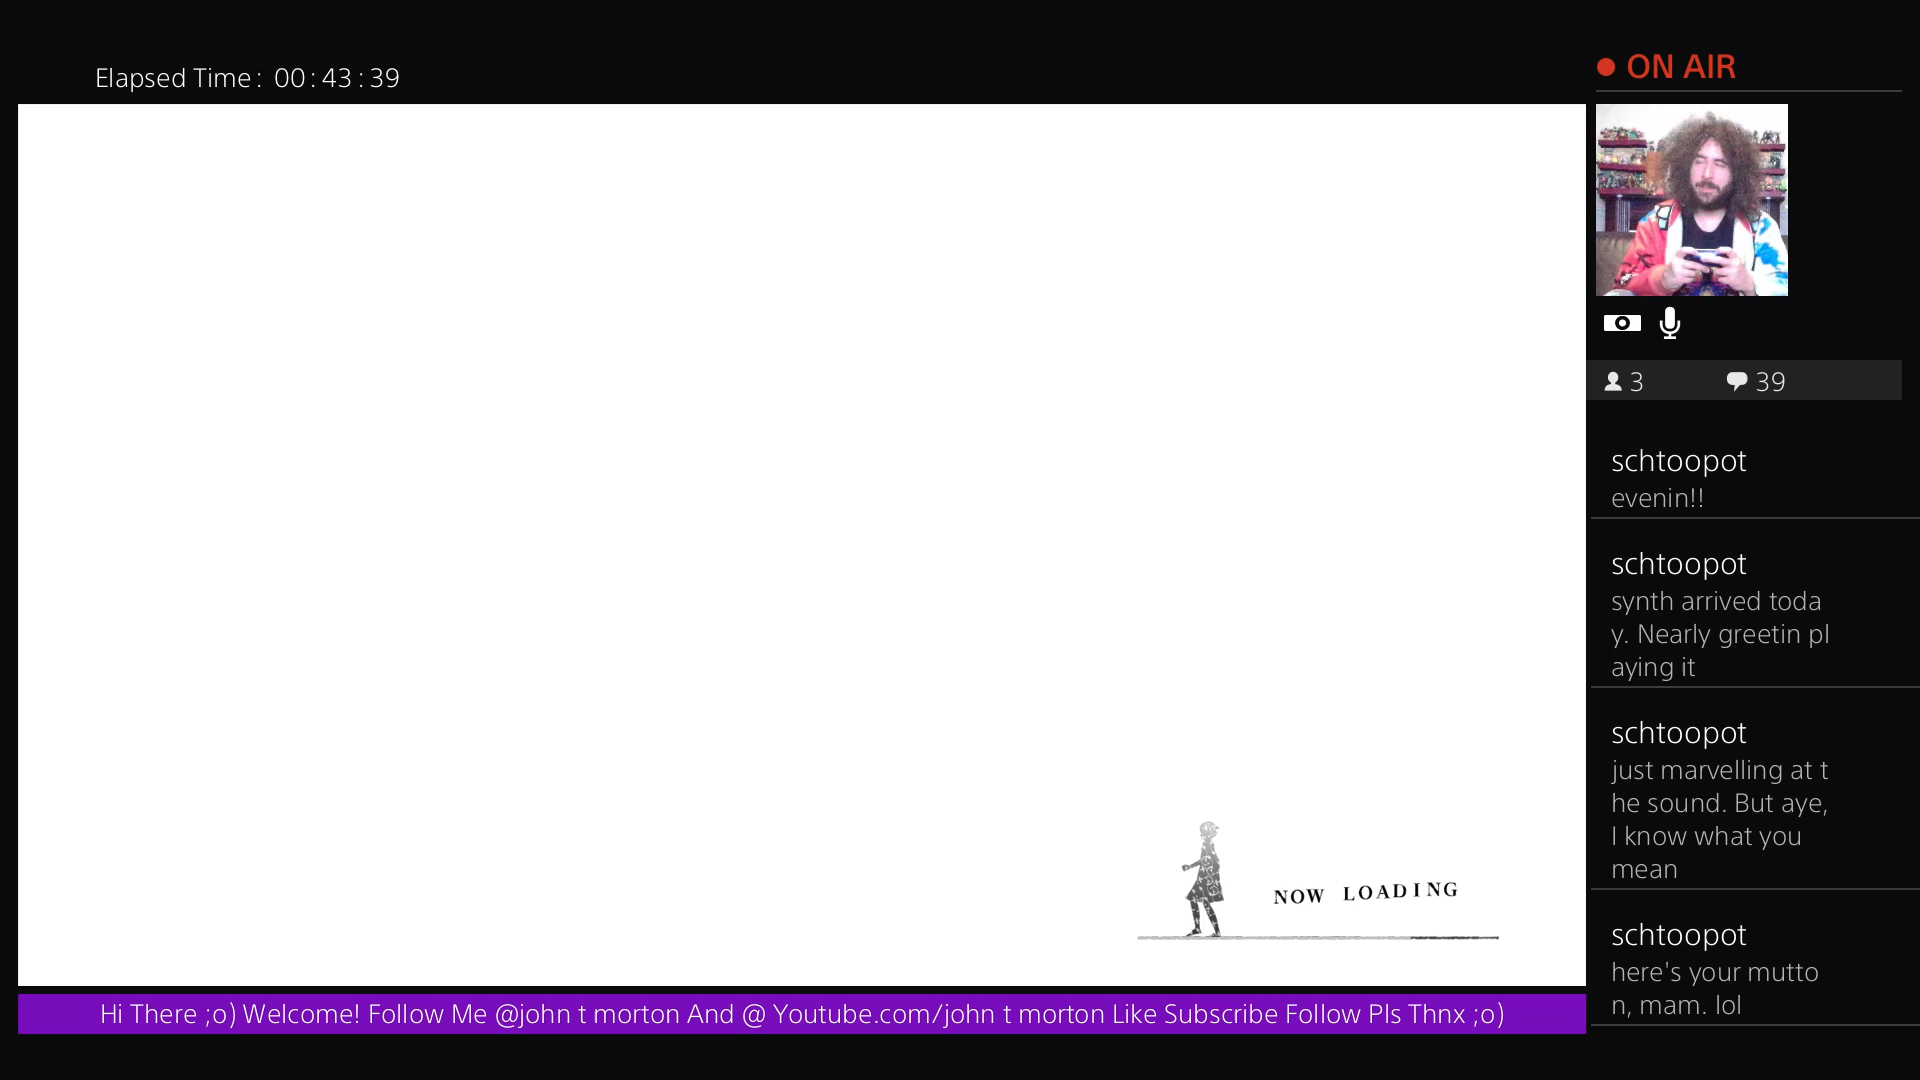 Elapsed Time: 00:43:39
ON AIR
3 39
schtoopot
evenin!!
schtoopot
synth arrived toda
y. Nearly greetin pl
aying it
schtoopot
just marvelling at t
he sound. But aye,
I know what you
mean
schtoopot
here's your mutto
n, mam. lol
NOW LOADING
Hi There ;o) Welcome! Follow Me @john t morton And @ Youtube.com/john t morton Like Subscribe Follow Pls Thnx ;o)